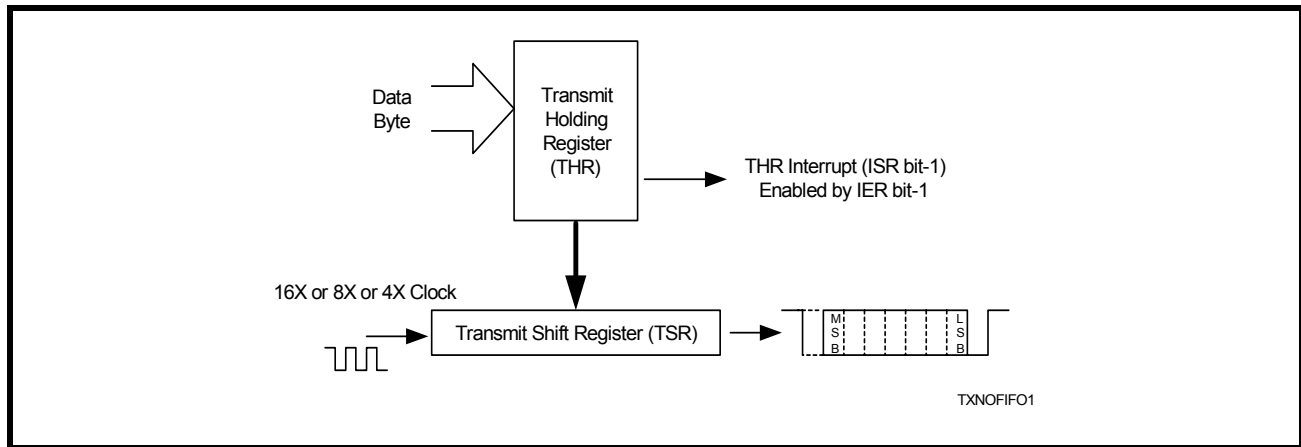 Data
Byte
Transmit
Holding
Register
(THR)
THR Interrupt (ISR bit-1)
Enabled by IER bit-1
16X or 8X or 4X Clock
Transmit Shift Register (TSR)
M
S
B
L
S
B
TXNOFIFO1